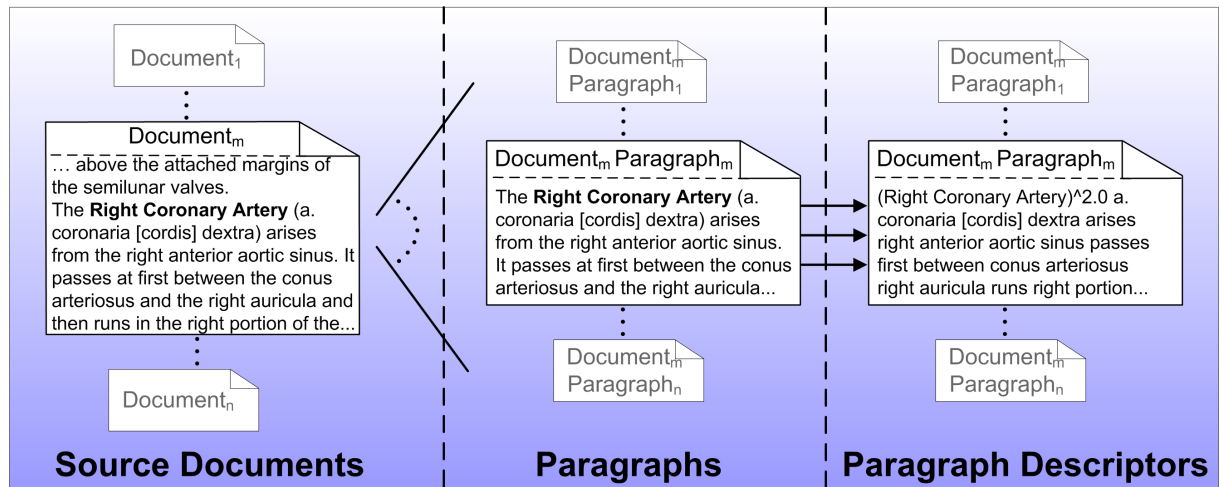 Document₁
Documentₘ
… above the attached margins of
the semilunar valves.
The Right Coronary Artery (a.
coronaria [cordis] dextra) arises
from the right anterior aortic sinus. It
passes at first between the conus
arteriosus and the right auricula and
then runs in the right portion of the...
Documentₙ
Source Documents
Documentₘ
Paragraph₁
Documentₘ Paragraphₘ
The Right Coronary Artery (a.
coronaria [cordis] dextra) arises
from the right anterior aortic sinus.
It passes at first between the conus
arteriosus and the right auricula...
Documentₘ
Paragraphₙ
Paragraphs
Documentₘ
Paragraph₁
Documentₘ Paragraphₘ
(Right Coronary Artery)^2.0 a.
coronaria [cordis] dextra arises
right anterior aortic sinus passes
first between conus arteriosus
right auricula runs right portion...
Documentₘ
Paragraphₙ
Paragraph Descriptors